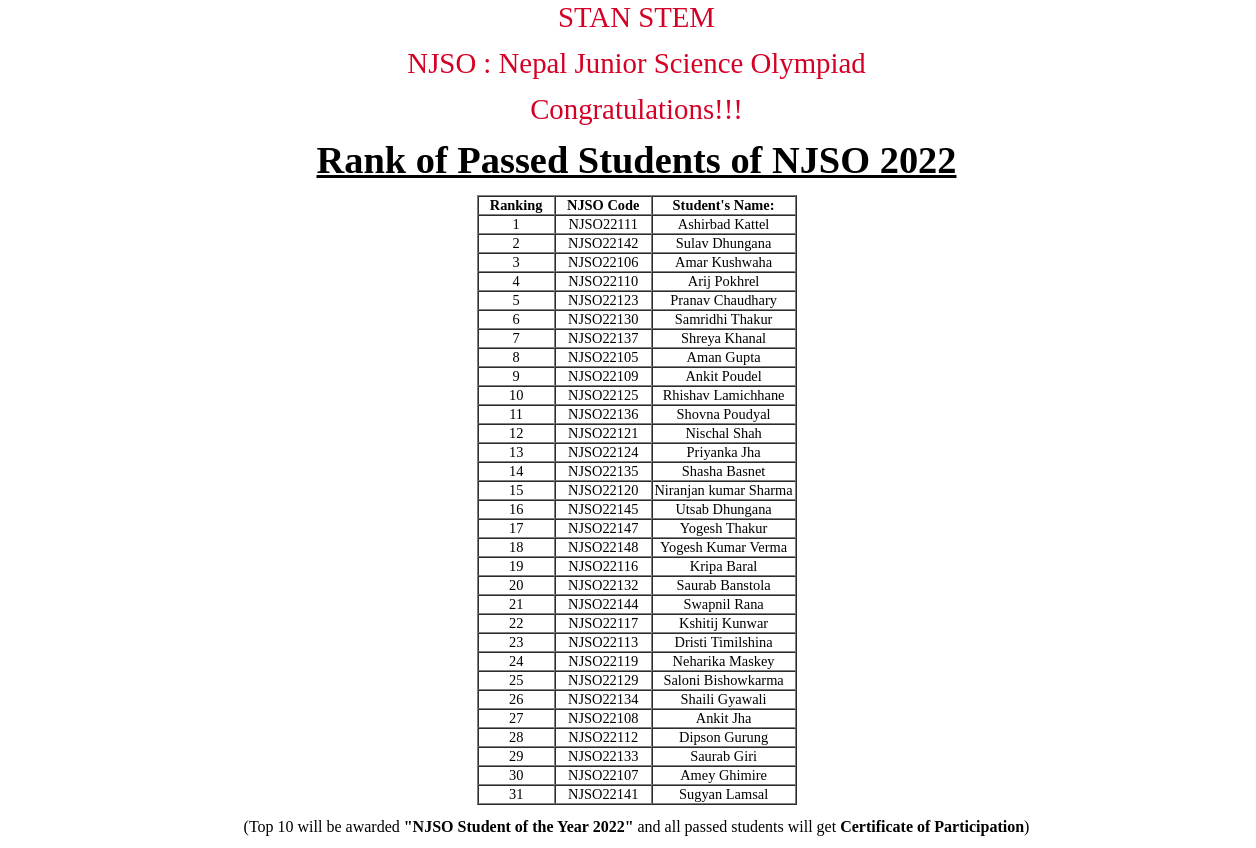 STAN STEM
NJSO : Nepal Junior Science Olympiad
Congratulations!!!
Rank of Passed Students of NJSO 2022
Ranking NJSO Code Student's Name:
1 NJSO22111 Ashirbad Kattel
2 NJSO22142 Sulav Dhungana
3 NJSO22106 Amar Kushwaha
4 NJSO22110 Arij Pokhrel
5 NJSO22123 Pranav Chaudhary
6 NJSO22130 Samridhi Thakur
7 NJSO22137 Shreya Khanal
8 NJSO22105 Aman Gupta
9 NJSO22109 Ankit Poudel
10 NJSO22125 Rhishav Lamichhane
11 NJSO22136 Shovna Poudyal
12 NJSO22121 Nischal Shah
13 NJSO22124 Priyanka Jha
14 NJSO22135 Shasha Basnet
15 NJSO22120 Niranjan kumar Sharma
16 NJSO22145 Utsab Dhungana
17 NJSO22147 Yogesh Thakur
18 NJSO22148 Yogesh Kumar Verma
19 NJSO22116 Kripa Baral
20 NJSO22132 Saurab Banstola
21 NJSO22144 Swapnil Rana
22 NJSO22117 Kshitij Kunwar
23 NJSO22113 Dristi Timilshina
24 NJSO22119 Neharika Maskey
25 NJSO22129 Saloni Bishowkarma
26 NJSO22134 Shaili Gyawali
27 NJSO22108 Ankit Jha
28 NJSO22112 Dipson Gurung
29 NJSO22133 Saurab Giri
30 NJSO22107 Amey Ghimire
31 NJSO22141 Sugyan Lamsal
(Top 10 will be awarded "NJSO Student of the Year 2022" and all passed students will get Certificate of Participation)